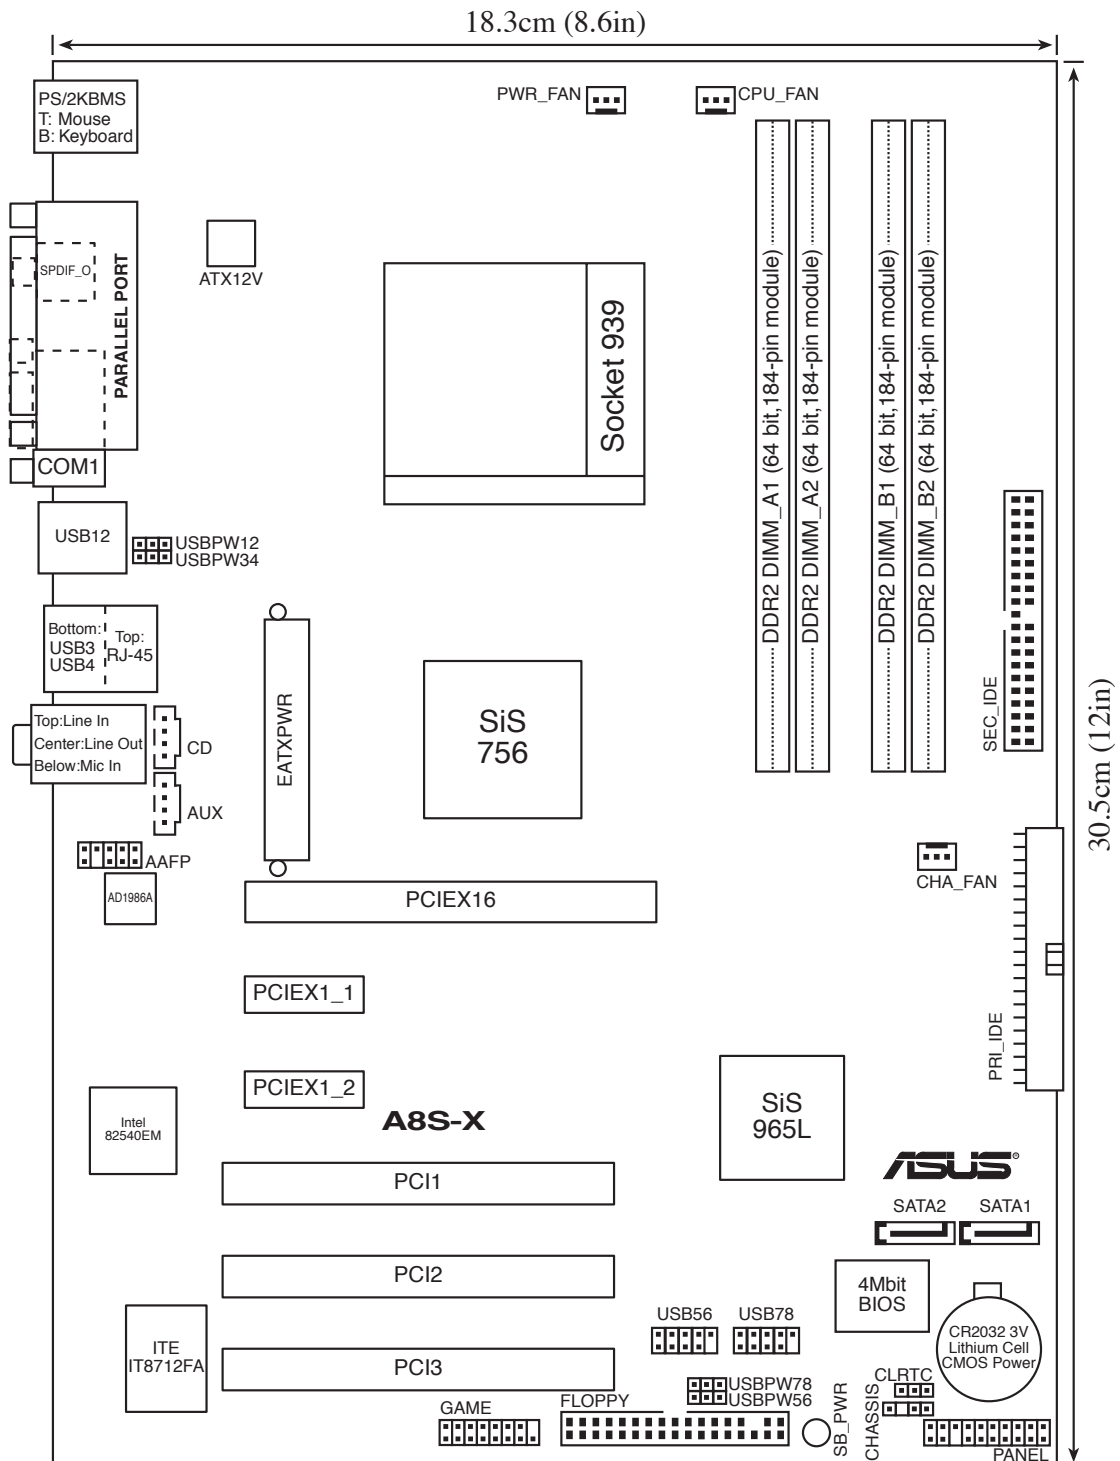 18.3cm (8.6in)
PS/2KBMS
T: Mouse
B: Keyboard
PWR_FAN
CPU_FAN
SPDIF_O
PARALLEL PORT
ATX12V
Socket 939
DDR2 DIMM_A1 (64 bit,184-pin module)
DDR2 DIMM_A2 (64 bit,184-pin module)
DDR2 DIMM_B1 (64 bit,184-pin module)
DDR2 DIMM_B2 (64 bit,184-pin module)
COM1
USB12
USBPW12
USBPW34
Bottom:
USB3
USB4
Top:
RJ-45
EATXPWR
SiS
756
SEC_IDE
30.5cm (12in)
Top:Line In
Center:Line Out
Below:Mic In
CD
AUX
AAFP
AD1986A
CHA_FAN
PCIEX16
PCIEX1_1
PRI_IDE
PCIEX1_2
A8S-X
Intel
82540EM
SiS
965L
ASUS®
PCI1
SATA2
SATA1
PCI2
4Mbit
BIOS
ITE
IT8712FA
USB56
USB78
CR2032 3V
Lithium Cell
CMOS Power
PCI3
CLRTC
USBPW78
USBPW56
GAME
FLOPPY
SB_PWR
CHASSIS
PANEL